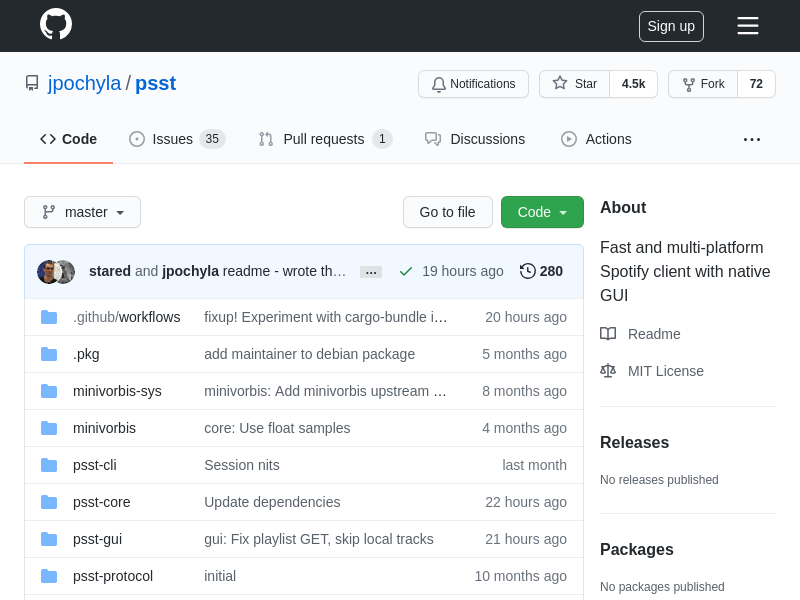 Sign up
jpochyla / psst
Notifications
Star 4.5k
Fork 72
Code
Issues 35
Pull requests 1
Discussions
Actions
master
Go to file
Code
stared and jpochyla readme - wrote th… … 19 hours ago 280
.github/workflows fixup! Experiment with cargo-bundle i… 20 hours ago
.pkg add maintainer to debian package 5 months ago
minivorbis-sys minivorbis: Add minivorbis upstream … 8 months ago
minivorbis core: Use float samples 4 months ago
psst-cli Session nits last month
psst-core Update dependencies 22 hours ago
psst-gui gui: Fix playlist GET, skip local tracks 21 hours ago
psst-protocol initial 10 months ago
About
Fast and multi-platform
Spotify client with native
GUI
Readme
MIT License
Releases
No releases published
Packages
No packages published